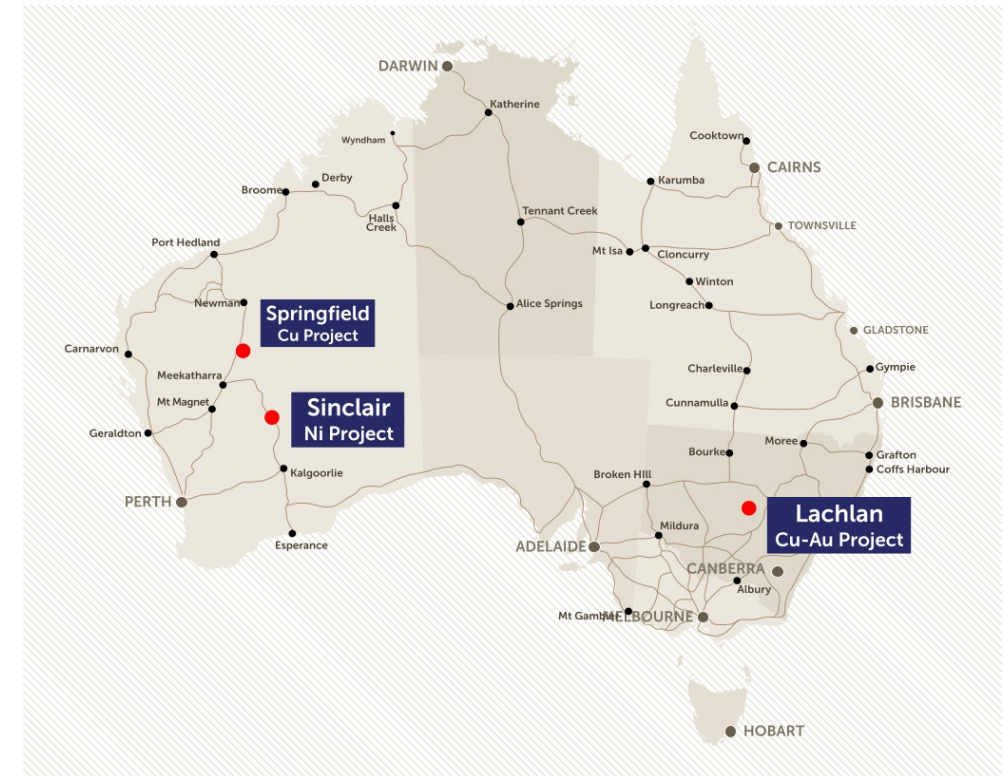 DARWIN
Katherine
Wyndham
Cooktown
CAIRNS
Derby
Broome
Karumba
Halls
Creek
Tennant Creek
TOWNSVILLE
Port Hedland
Mt Isa
Cloncurry
Winton
Newman
Alice Springs
Longreach
Springfield
Cu Project
GLADSTONE
Carnarvon
Meekatharra
Charleville
Gympie
Mt Magnet
Sinclair
Ni Project
Cunnamulla
BRISBANE
Geraldton
Moree
Bourke
Grafton
Coffs Harbour
Kalgoorlie
Broken HIll
PERTH
Lachlan
Cu-Au Project
Mildura
Esperance
ADELAIDE
CANBERRA
Albury
Mt Gambier
MELBOURNE
HOBART